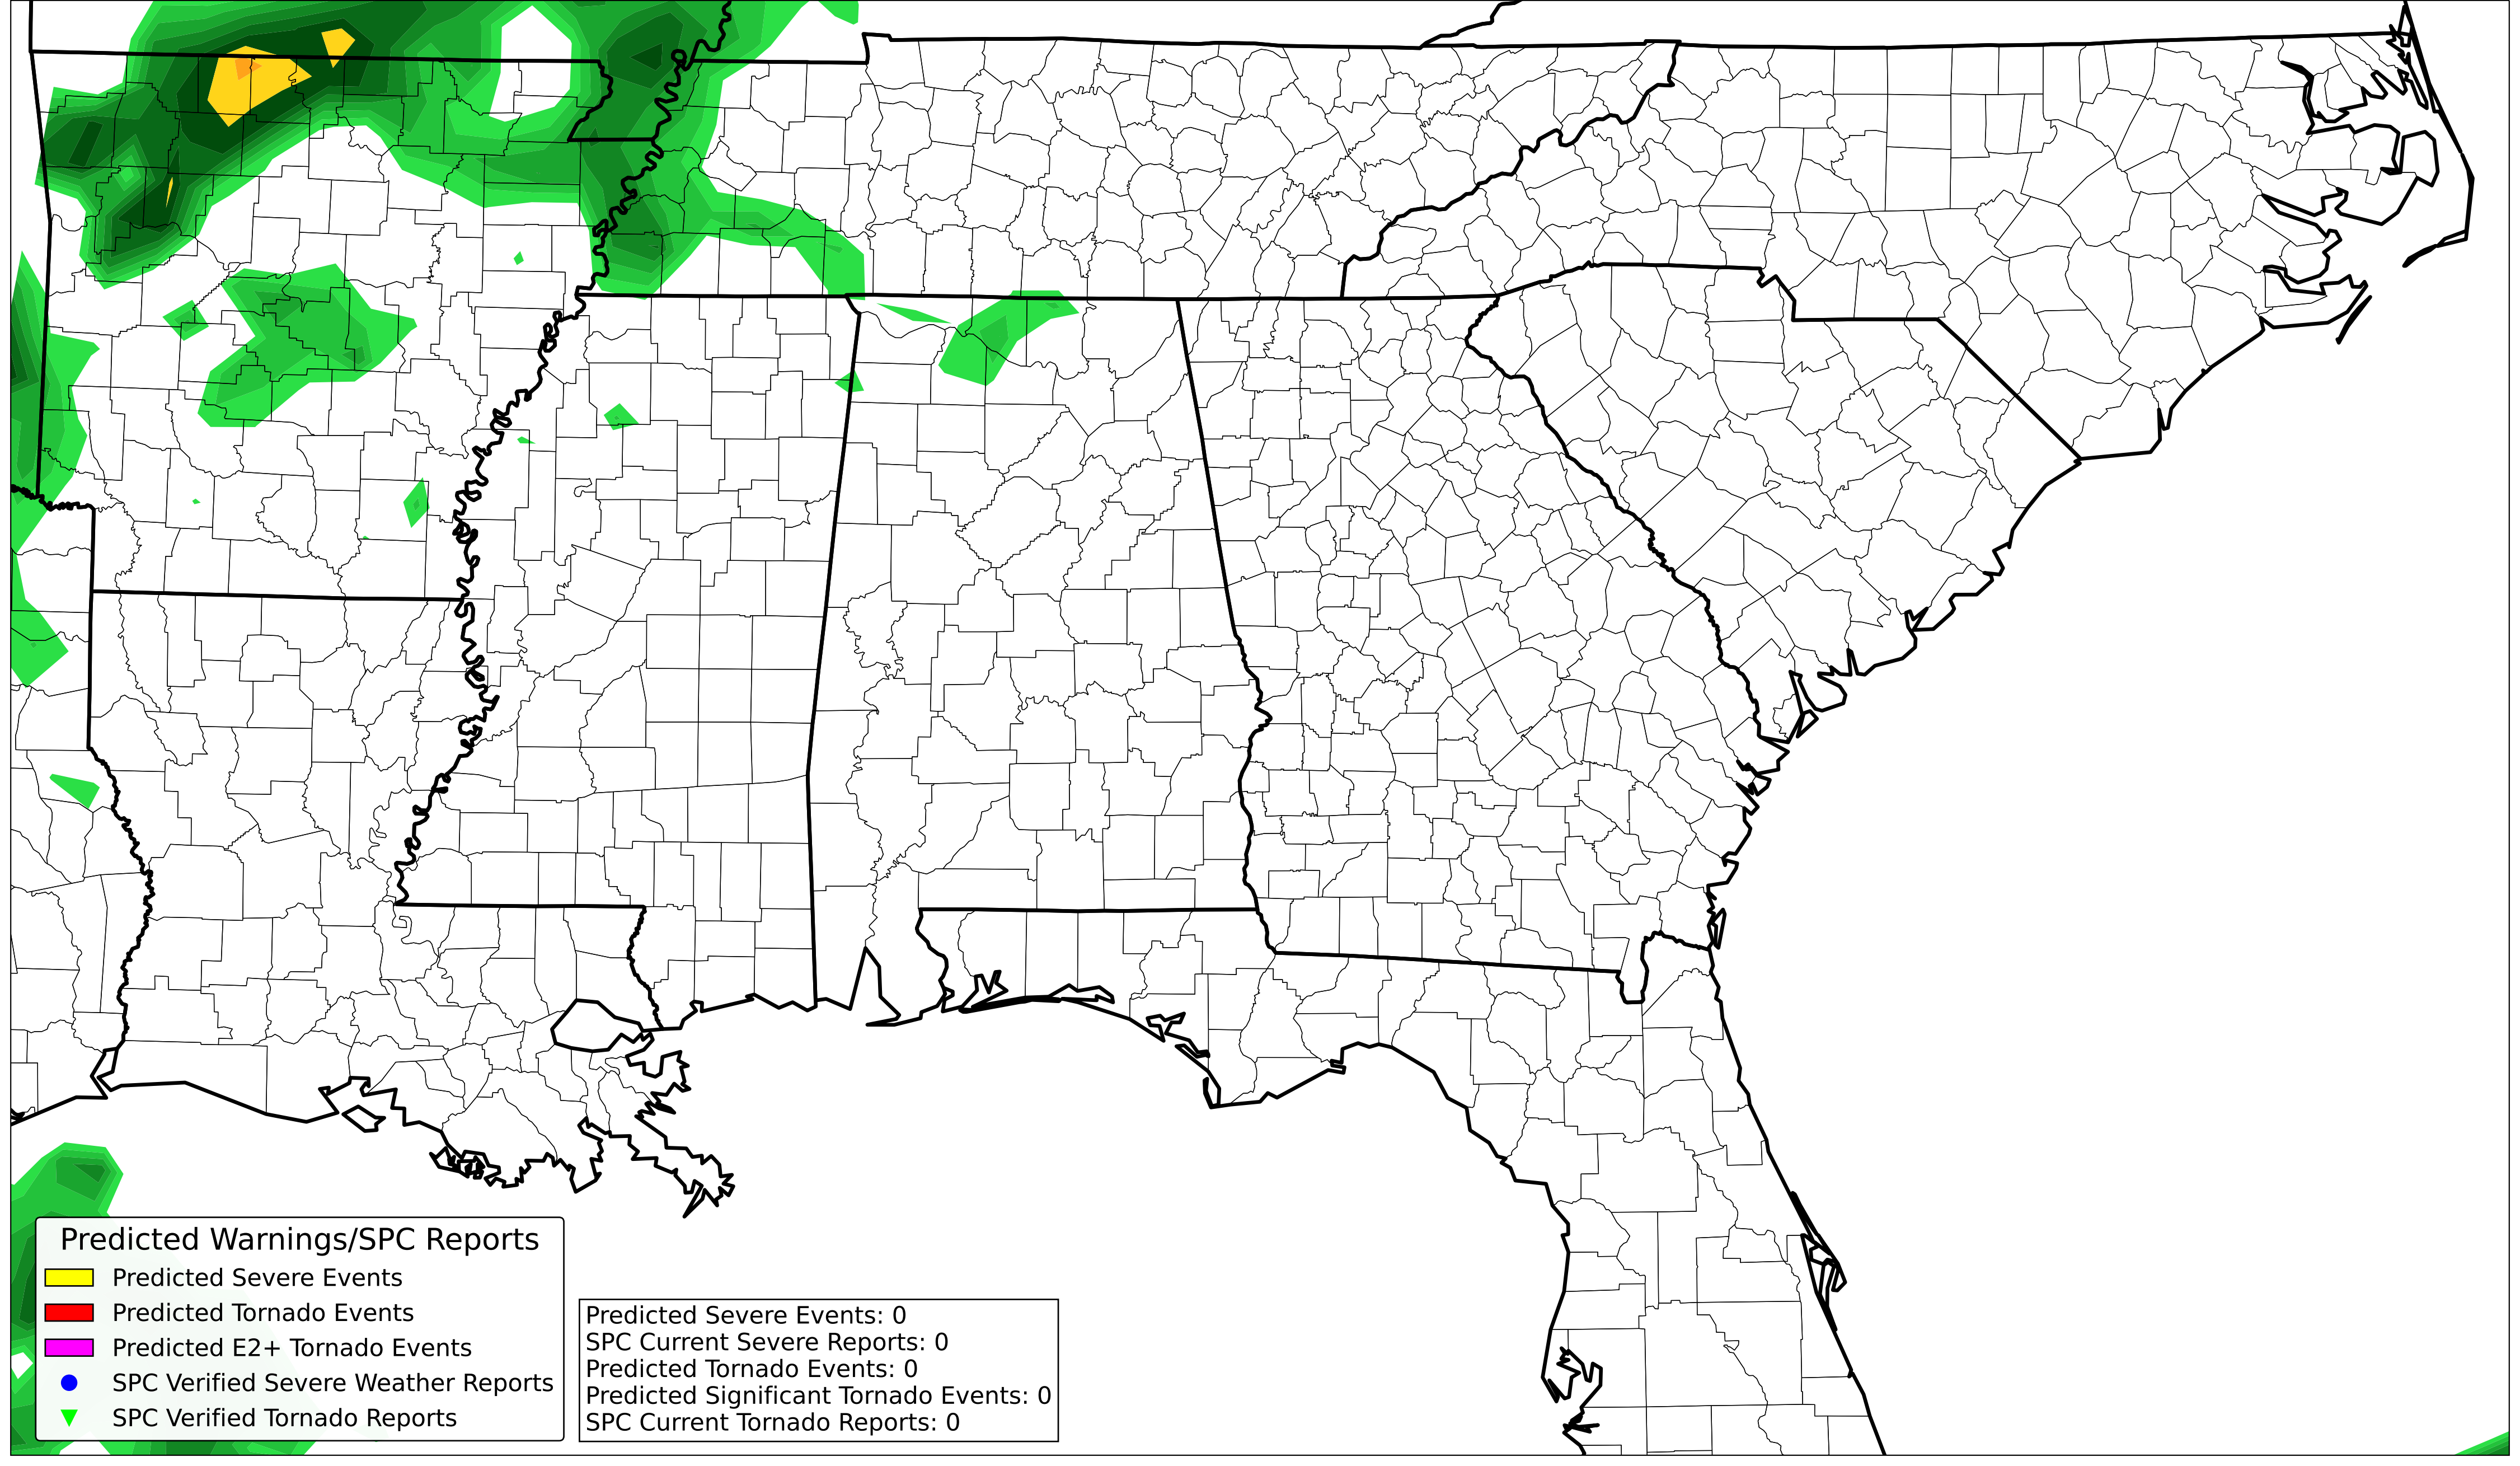 Predicted Warnings/SPC Reports
Predicted Severe Events
Predicted Tornado Events
Predicted E2+ Tornado Events
SPC Verified Severe Weather Reports
SPC Verified Tornado Reports
Predicted Severe Events: 0
SPC Current Severe Reports: 0
Predicted Tornado Events: 0
Predicted Significant Tornado Events: 0
SPC Current Tornado Reports: 0